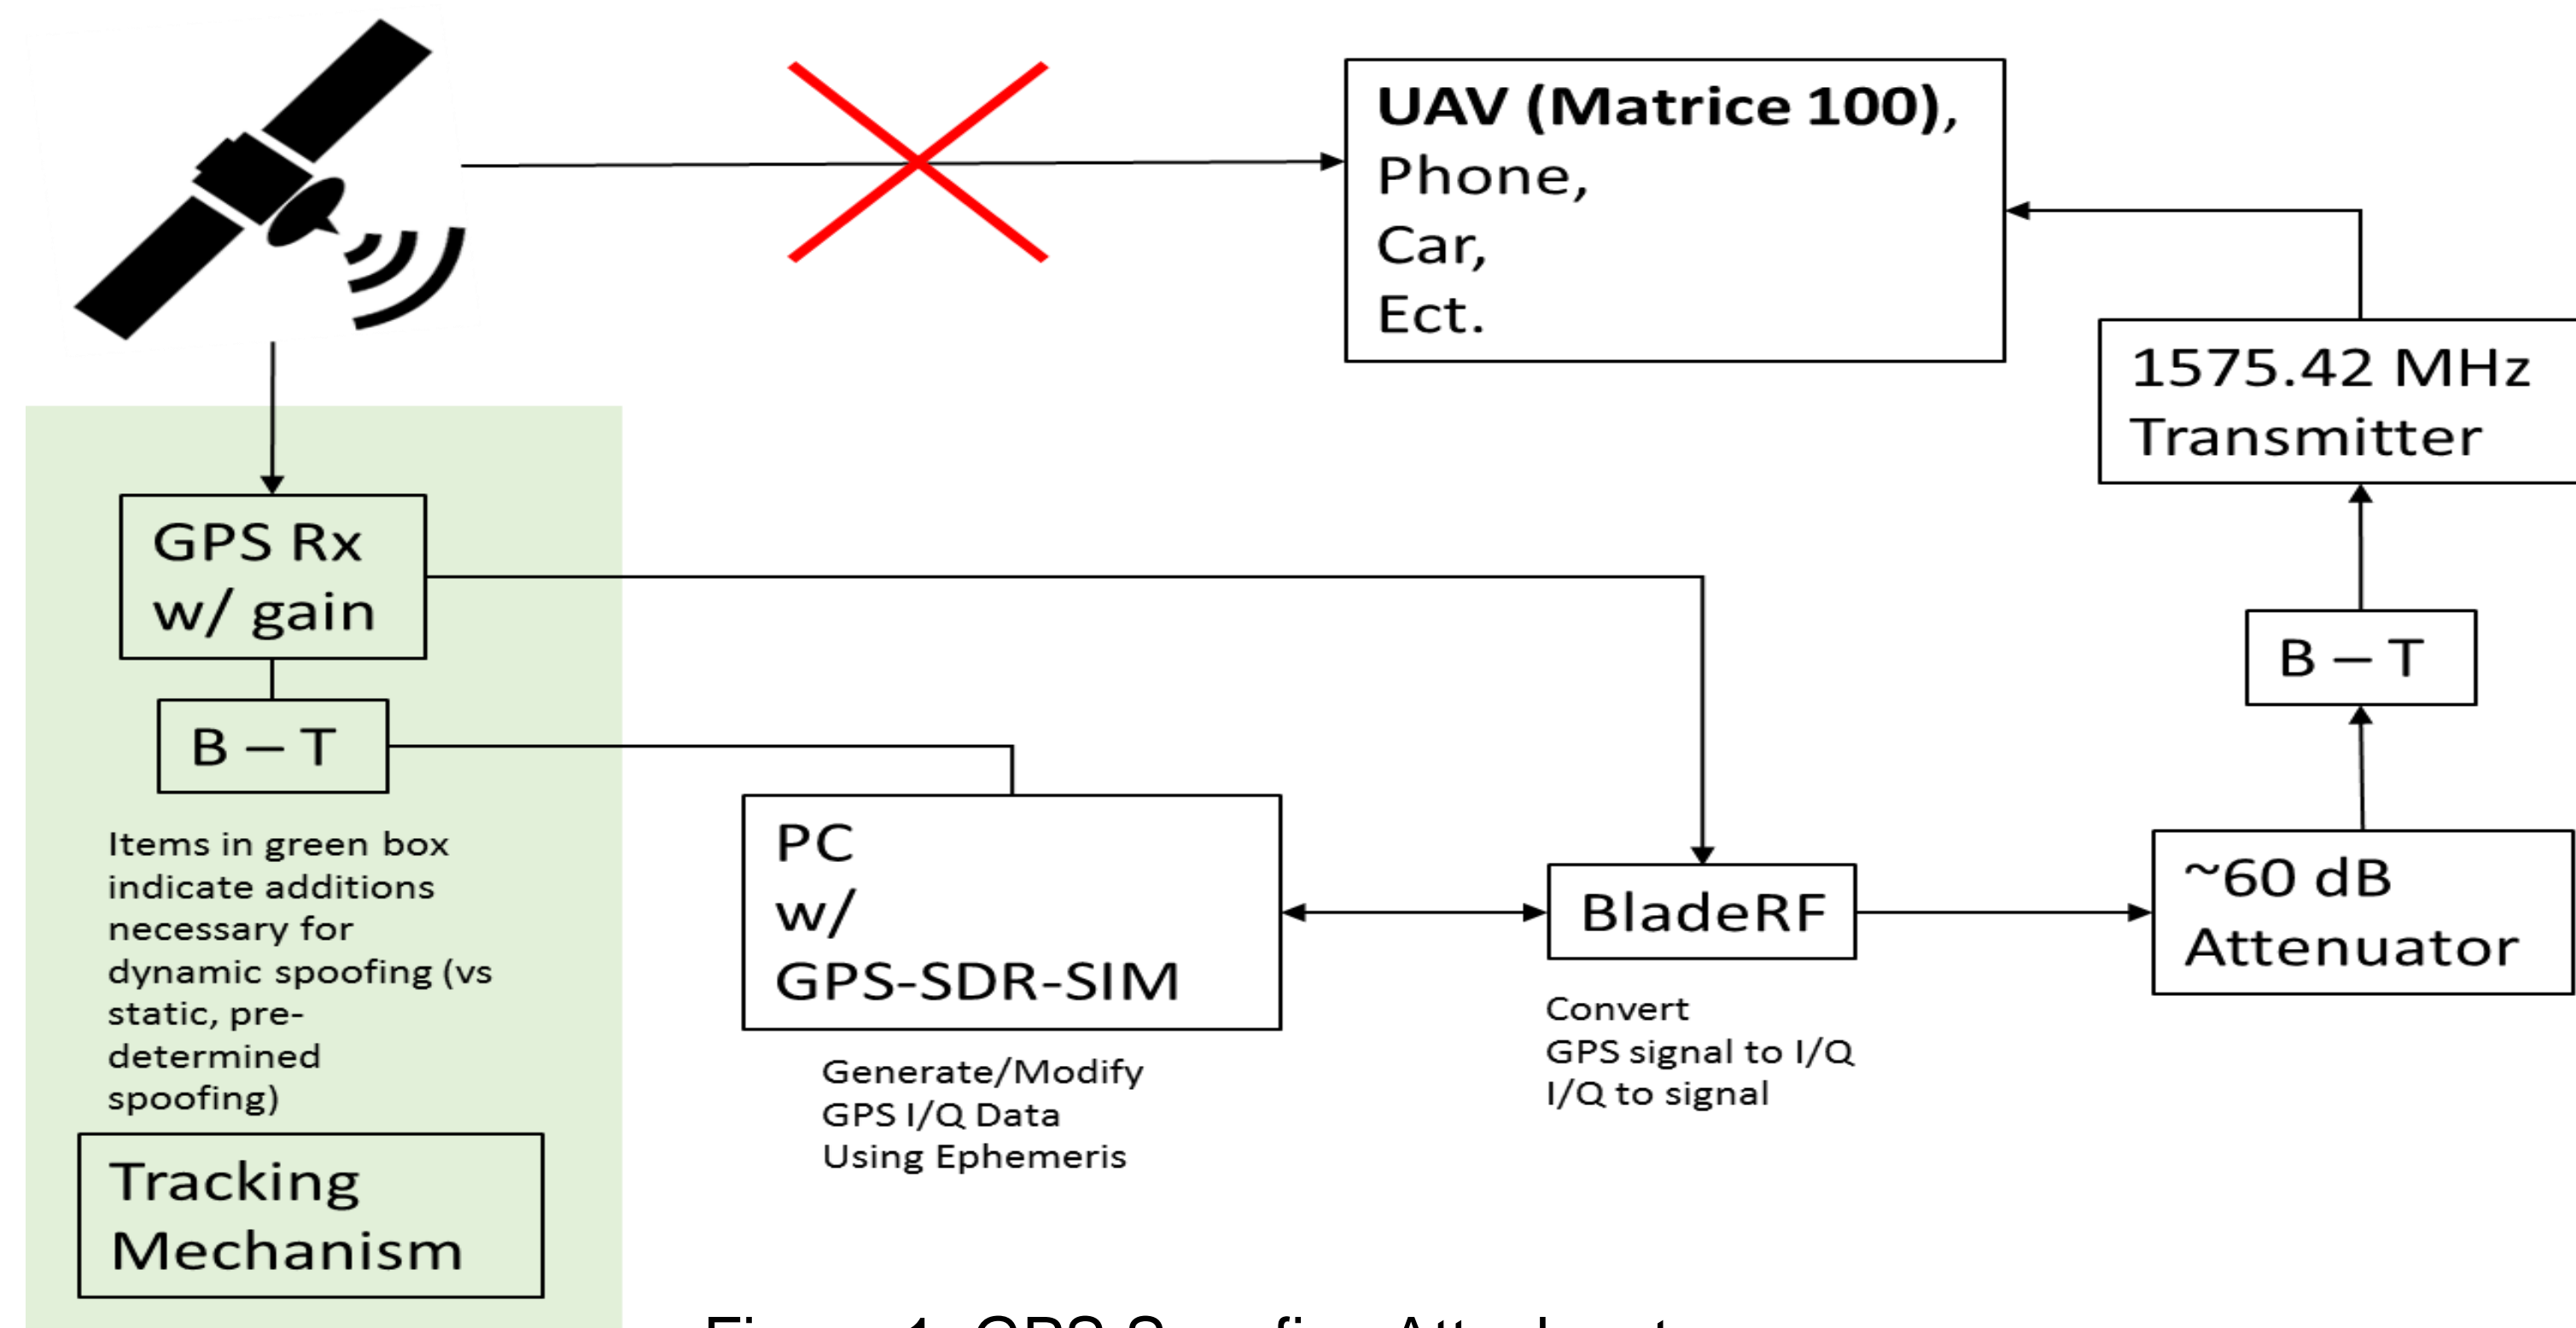 UAV (Matrice 100),
Phone,
Car,
Ect.
1575.42 MHz
Transmitter
GPS Rx
w/ gain
B – T
B – T
Items in green box
indicate additions
necessary for
dynamic spoofing (vs
static, pre-
determined
spoofing)
Tracking
Mechanism
PC
w/
GPS-SDR-SIM
Generate/Modify
GPS I/Q Data
Using Ephemeris
BladeRF
Convert
GPS signal to I/Q
I/Q to signal
~60 dB
Attenuator